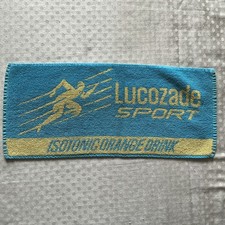 Lucozade
SPORT
ISOTONIC ORANGE DRINK